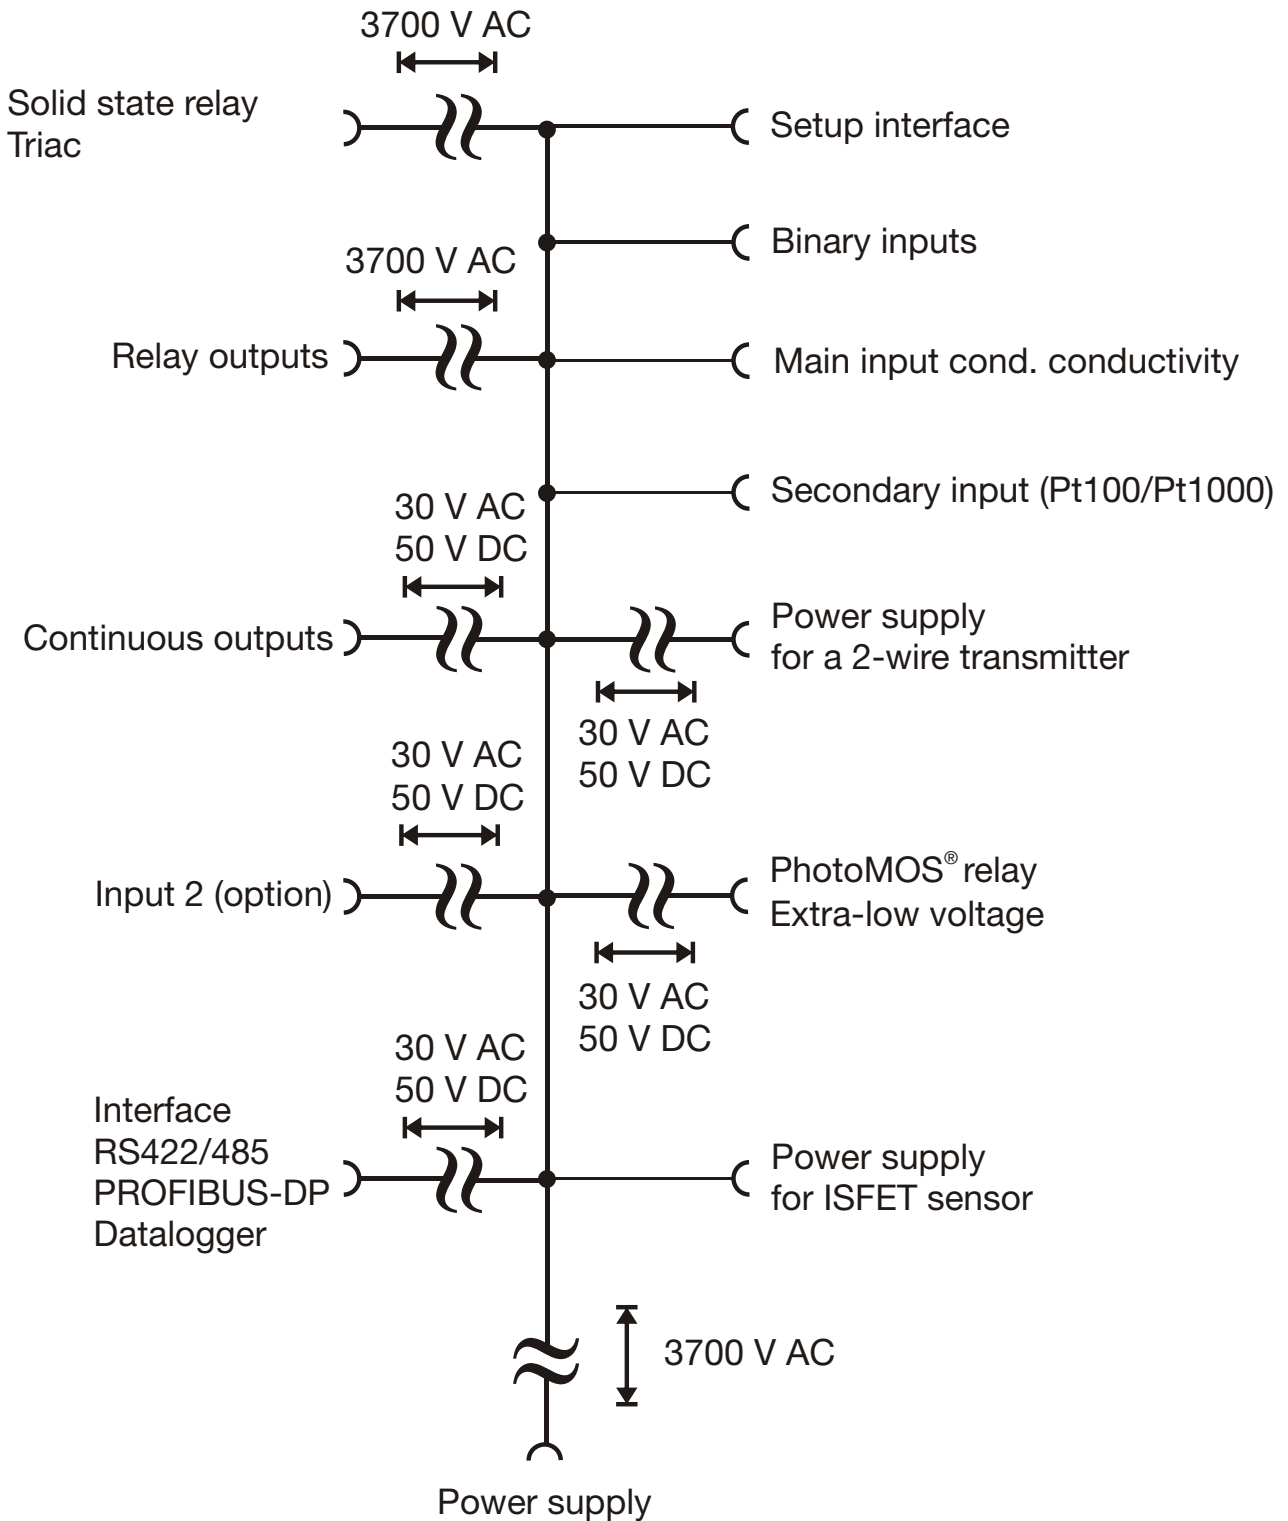 3700 V AC
Solid state relay
Triac
Setup interface
Binary inputs
3700 V AC
Relay outputs
Main input cond. conductivity
Secondary input (Pt100/Pt1000)
30 V AC
50 V DC
Continuous outputs
Power supply
for a 2-wire transmitter
30 V AC
50 V DC
30 V AC
50 V DC
Input 2 (option)
PhotoMOS® relay
Extra-low voltage
30 V AC
50 V DC
30 V AC
50 V DC
Interface
RS422/485
PROFIBUS-DP
Datalogger
Power supply
for ISFET sensor
3700 V AC
Power supply